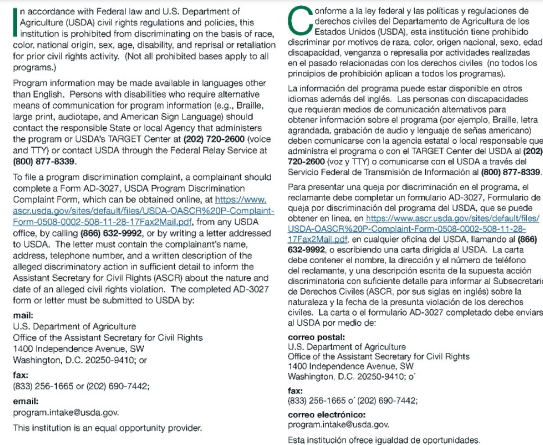 In accordance with Federal law and U.S. Department of
Agriculture (USDA) civil rights regulations and policies, this
institution is prohibited from discriminating on the basis of race,
color, national origin, sex, age, disability, and reprisal or retaliation
for prior civil rights activity. (Not all prohibited bases apply to all
programs.)
Program information may be made available in languages other
than English. Persons with disabilities who require alternative
means of communication for program information (e.g., Braille,
large print, audiotape, and American Sign Language) should
contact the responsible State or local Agency that administers
the program or USDA's TARGET Center at (202) 720-2600 (voice
and TTY) or contact USDA through the Federal Relay Service at
(800) 877-8339.
To file a program discrimination complaint, a complainant should
complete a Form AD-3027, USDA Program Discrimination
Complaint Form, which can be obtained online, at https://www.
ascr.usda.gov/sites/default/files/USDA-OASCR%20P-Complaint-
Form-0508-0002-508-11-28-17Fax2Mail.pdf, from any USDA
office, by calling (866) 632-9992, or by writing a letter addressed
to USDA. The letter must contain the complainant's name,
address, telephone number, and a written description of the
alleged discriminatory action in sufficient detail to inform the
Assistant Secretary for Civil Rights (ASCR) about the nature and
date of an alleged civil rights violation. The completed AD-3027
form or letter must be submitted to USDA by:
mail:
U.S. Department of Agriculture
Office of the Assistant Secretary for Civil Rights
1400 Independence Avenue, SW
Washington, D.C. 20250-9410; or
fax:
(833) 256-1665 or (202) 690-7442;
email:
program.intake@usda.gov.
This institution is an equal opportunity provider.
Conforme a la ley federal y las políticas y regulaciones de
derechos civiles del Departamento de Agricultura de los
Estados Unidos (USDA), esta institución tiene prohibido
discriminar por motivos de raza, color, origen nacional, sexo, edad
discapacidad, venganza o represalia por actividades realizadas
en el pasado relacionadas con los derechos civiles (no todos los
principios de prohibición aplican a todos los programas).
La información del programa puede estar disponible en otros
idiomas además del inglés. Las personas con discapacidades
que requieran medios de comunicación alternativos para
obtener información sobre el programa (por ejemplo, Braille, letra
agrandada, grabación de audio y lenguaje de señas americano)
deben comunicarse con la agencia estatal o local responsable que
administra el programa o con el TARGET Center del USDA al (202)
720-2600 (voz y TTY) o comunicarse con el USDA a través del
Servicio Federal de Transmisión de Información al (800) 877-8339.
Para presentar una queja por discriminación en el programa, el
reclamante debe completar un formulario AD-3027, Formulario de
queja por discriminación del programa del USDA, que se puede
obtener en línea, en https://www.ascr.usda.gov/sites/default/files/
USDA-OASCR%20P-Complaint-Form-0508-0002-508-11-28-
17Fax2Mail.pdf, en cualquier oficina del USDA, llamando al (866)
632-9992, o escribiendo una carta dirigida al USDA. La carta
debe contener el nombre, la dirección y el número de teléfono
del reclamante, y una descripción escrita de la supuesta acción
discriminatoria con suficiente detalle para informar al Subsecretario
de Derechos Civiles (ASCR, por sus siglas en inglés) sobre la
naturaleza y la fecha de la presunta violación de los derechos
civiles. La carta o el formulario AD-3027 completado debe enviars
al USDA por medio de:
correo postal:
U.S. Department of Agriculture
Office of the Assistant Secretary for Civil Rights
1400 Independence Avenue, SW
Washington, D.C. 20250-9410; o'
fax:
(833) 256-1665 o' (202) 690-7442;
correo electrónico:
program.intake@usda.gov.
Esta institución ofrece igualdad de oportunidades.